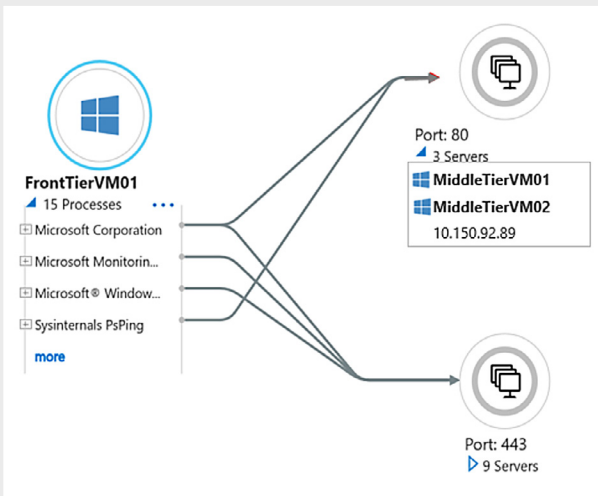 FrontTierVM01
15 Processes
Microsoft Corporation
Microsoft Monitorin...
Microsoft® Window...
Sysinternals PsPing
more
Port: 80
3 Servers
MiddleTierVM01
MiddleTierVM02
10.150.92.89
Port: 443
9 Servers